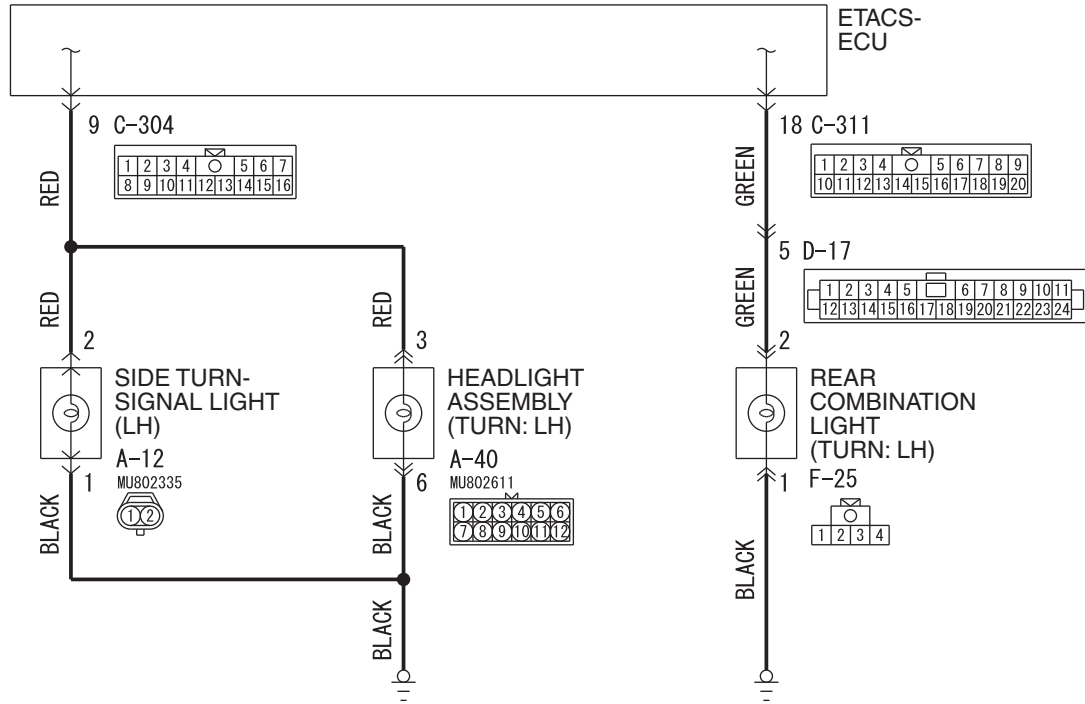 ETACS-
ECU
9 C-304
18 C-311
1 2 3 4 5 6 7
8 9 10 11 12 13 14 15 16
1 2 3 4 5 6 7 8 9
10 11 12 13 14 15 16 17 18 19 20
RED
GREEN
5 D-17
1 2 3 4 5 6 7 8 9 10 11
12 13 14 15 16 17 18 19 20 21 22 23 24
RED
RED
GREEN
2
3
2
SIDE TURN-
SIGNAL LIGHT
(LH)
A-12
MU802335
1
1 2
HEADLIGHT
ASSEMBLY
(TURN: LH)
A-40
MU802611
6
1 2 3 4 5 6
7 8 9 10 11 12
REAR
COMBINATION
LIGHT
(TURN: LH)
F-25
1
1 2 3 4
BLACK
BLACK
BLACK
BLACK